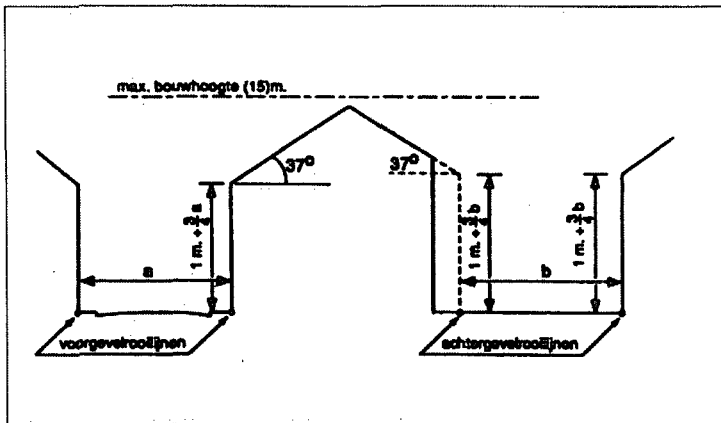 max. bouwhoogte (15)m.
37°
37°
1 m. + 3/4 a
1 m. + 3/4 b
1 m. + 3/4 b
a
b
voorgevelrooilijnen
achtergevelrooilijnen